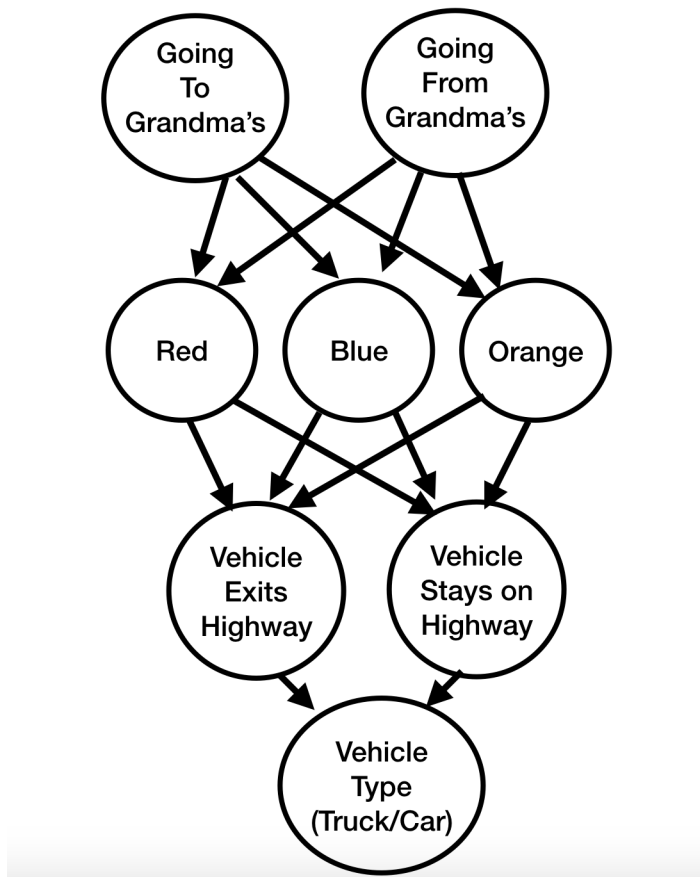 Going
To
Grandma's
Going
From
Grandma's
Red
Blue
Orange
Vehicle
Exits
Highway
Vehicle
Stays on
Highway
Vehicle
Type
(Truck/Car)